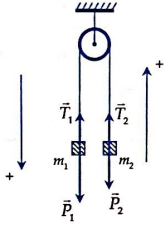 +
T⃗₁ T⃗₂
m₁ m₂
+
P⃗₂
P⃗₁